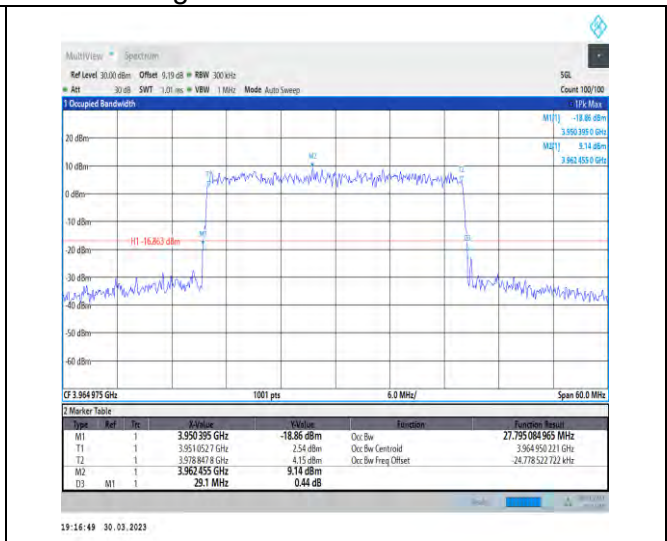 MultiView Spectrum
Ref Level 30.00 dBm Offset 9.19 dB RBW 300 kHz SGL
Att 30 dB SWT 1.01 ms VBW 1 MHz Mode Auto Sweep Count 100/100
1 Occupied Bandwidth 1Pk Max
M1[1] -18.86 dBm
3.950 395 0 GHz
M2[1] 9.14 dBm
3.962 455 0 GHz
20 dBm
10 dBm
0 dBm
-10 dBm
-20 dBm
-30 dBm
-40 dBm
-50 dBm
-60 dBm
M2
T1
T2
M1
D3
H1 -16.863 dBm
CF 3.964 975 GHz 1001 pts 6.0 MHz/ Span 60.0 MHz
2 Marker Table
Type Ref Trc X-Value Y-Value Function Function Result
M1 1 3.950 395 GHz -18.86 dBm Occ Bw 27.795 084 965 MHz
T1 1 3.951 052 7 GHz 2.54 dBm Occ Bw Centroid 3.964 950 221 GHz
T2 1 3.978 847 8 GHz 4.15 dBm Occ Bw Freq Offset -24.778 522 722 kHz
M2 1 3.962 455 GHz 9.14 dBm
D3 M1 1 29.1 MHz 0.44 dB
19:16:49 30.03.2023